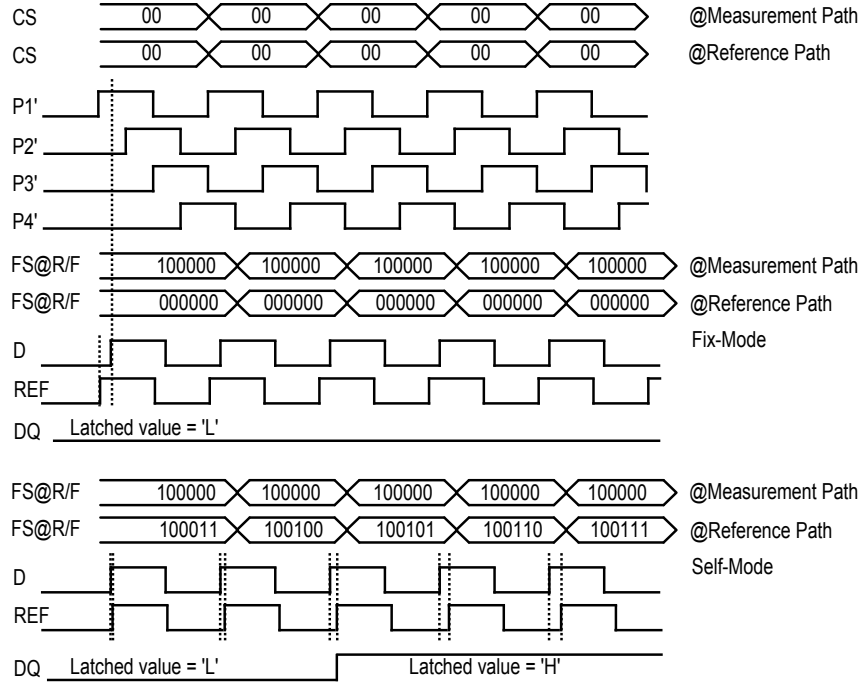 CS 00 00 00 00 00 @Measurement Path
CS 00 00 00 00 00 @Reference Path
P1'
P2'
P3'
P4'
FS@R/F 100000 100000 100000 100000 100000 @Measurement Path
FS@R/F 000000 000000 000000 000000 000000 @Reference Path
Fix-Mode
D
REF
DQ Latched value = 'L'
FS@R/F 100000 100000 100000 100000 100000 @Measurement Path
FS@R/F 100011 100100 100101 100110 100111 @Reference Path
Self-Mode
D
REF
DQ Latched value = 'L' Latched value = 'H'